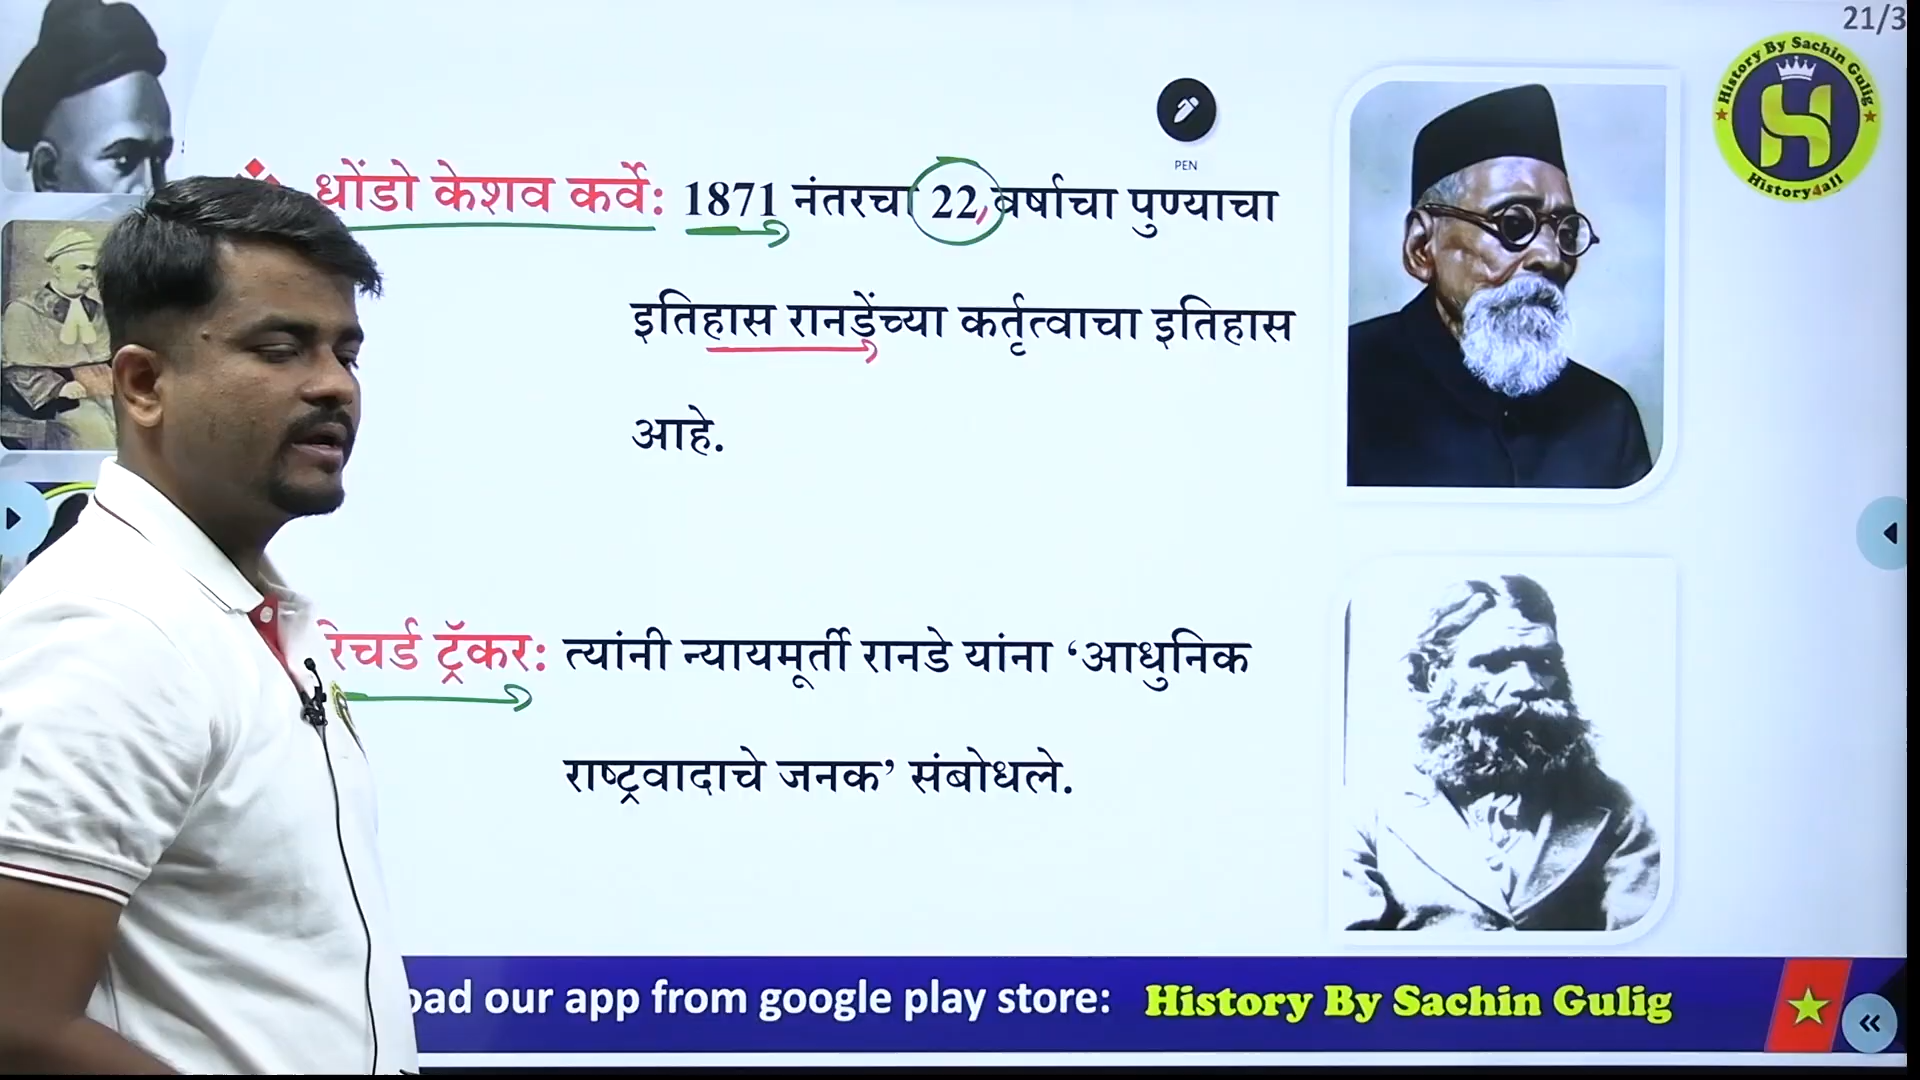 21/3
History By Sachin Gulig
History4all
PEN
धोंडो केशव कर्वे: 1871 नंतरचा 22 वर्षाचा पुण्याचा
इतिहास रानडेंच्या कर्तृत्वाचा इतिहास
आहे.
रिचर्ड ट्रॅकर: त्यांनी न्यायमूर्ती रानडे यांना ‘आधुनिक
राष्ट्रवादाचे जनक’ संबोधले.
our app from google play store: History By Sachin Gulig